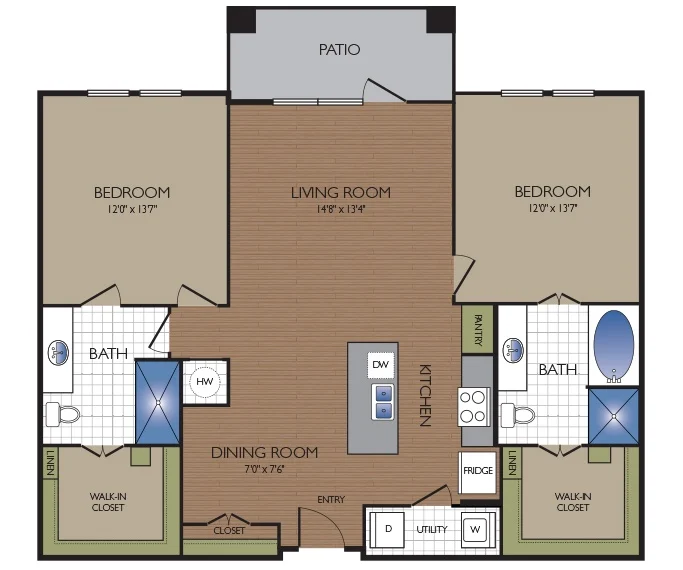 PATIO
BEDROOM
12'0" x 13'7"
LIVING ROOM
14'8" x 13'4"
BEDROOM
12'0" x 13'7"
PANTRY
BATH
DW
BATH
HW
KITCHEN
DINING ROOM
7'0" x 7'6"
LINEN
FRIDGE
LINEN
WALK-IN
CLOSET
ENTRY
WALK-IN
CLOSET
CLOSET
D
UTILITY
W